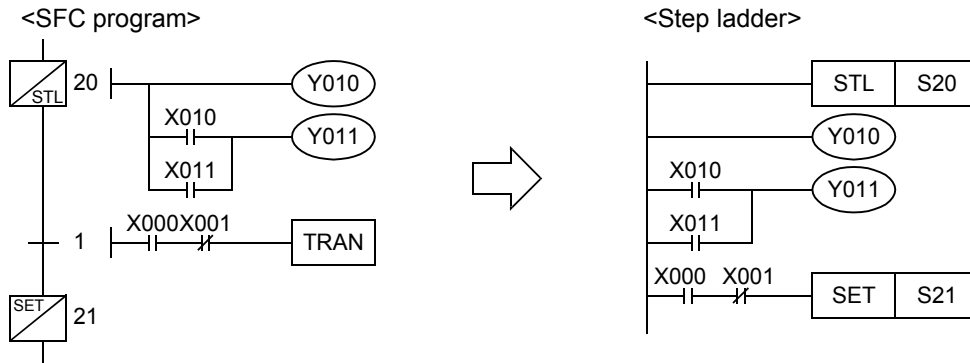 <SFC program>
STL
20
Y010
X010
Y011
X011
1
X000X001
TRAN
SET
21
<Step ladder>
STL S20
Y010
X010
Y011
X011
X000 X001
SET S21